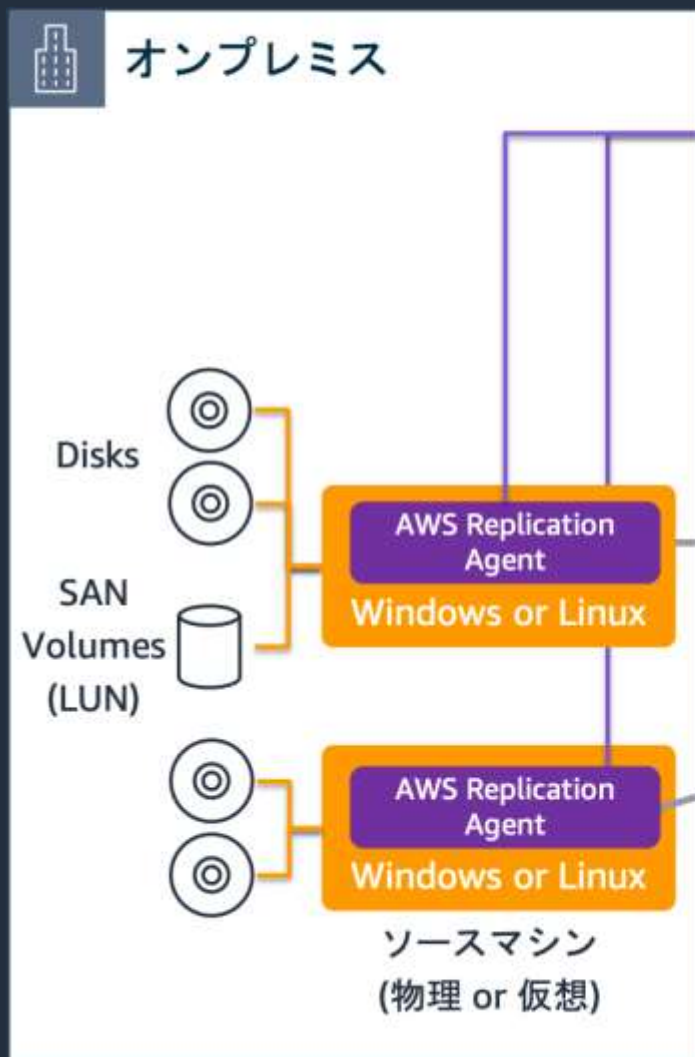 オンプレミス
Disks
SAN
Volumes
(LUN)
AWS Replication
Agent
Windows or Linux
AWS Replication
Agent
Windows or Linux
ソースマシン
(物理 or 仮想)